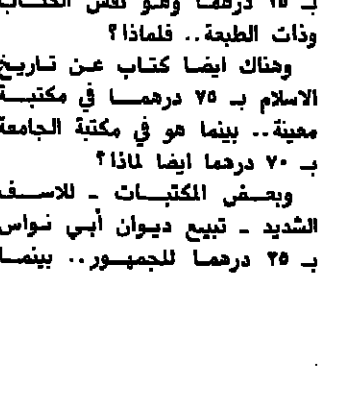 بـ ٢٥ درهما وهو نفس الكتاب
وذات الطبعة.. فلماذا؟
وهناك ايضا كتاب عن تاريخ
الاسلام بـ ٧٥ درهما في مكتبة
معينة.. بينما هو في مكتبة الجامعة
بـ ٧٠ درهما ايضا لماذا؟
وبعض المكتبات ـ للاسف
الشديد ـ تبيع ديوان أبي نواس
بـ ٣٥ درهما للجمهور.. بينما